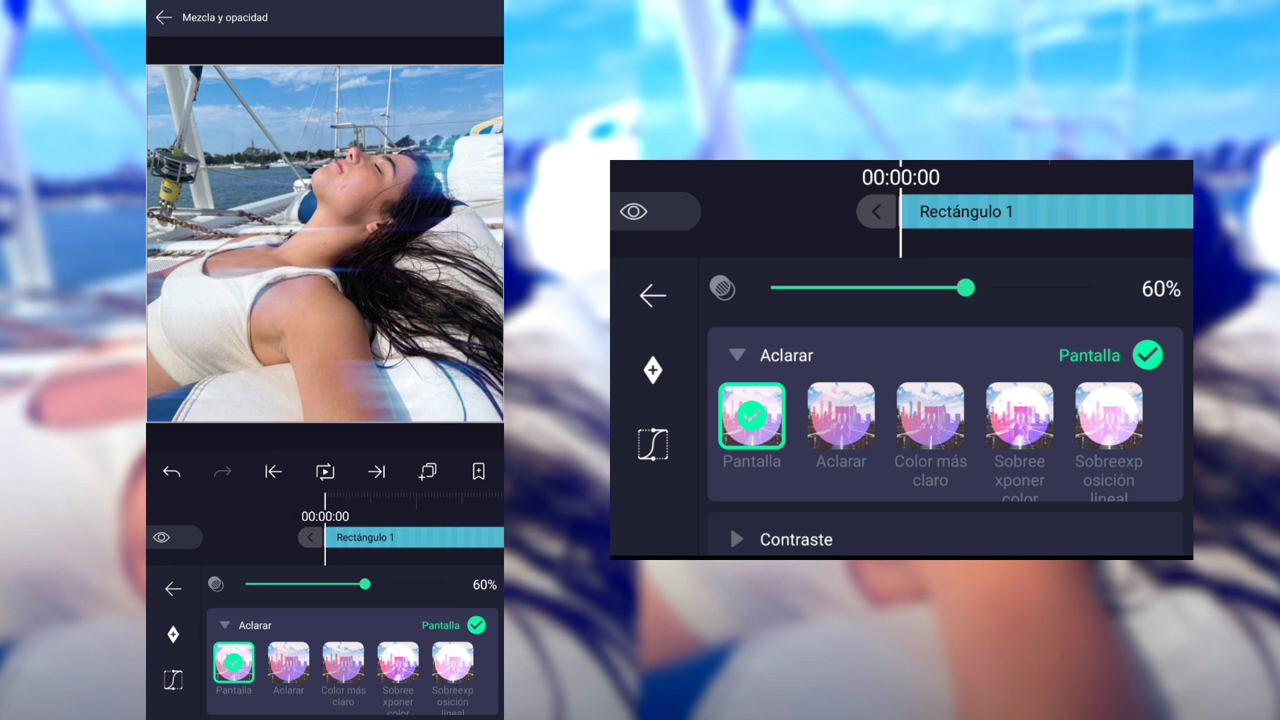 Mezcla y opacidad
00:00:00
Rectángulo 1
60%
Aclarar
Pantalla
Pantalla
Aclarar
Color más
claro
Sobree
xponer
color
Sobreexp
osición
lineal
00:00:00
Rectángulo 1
60%
Aclarar
Pantalla
Pantalla
Aclarar
Color más
claro
Sobree
xponer
color
Sobreexp
osición
lineal
Contraste